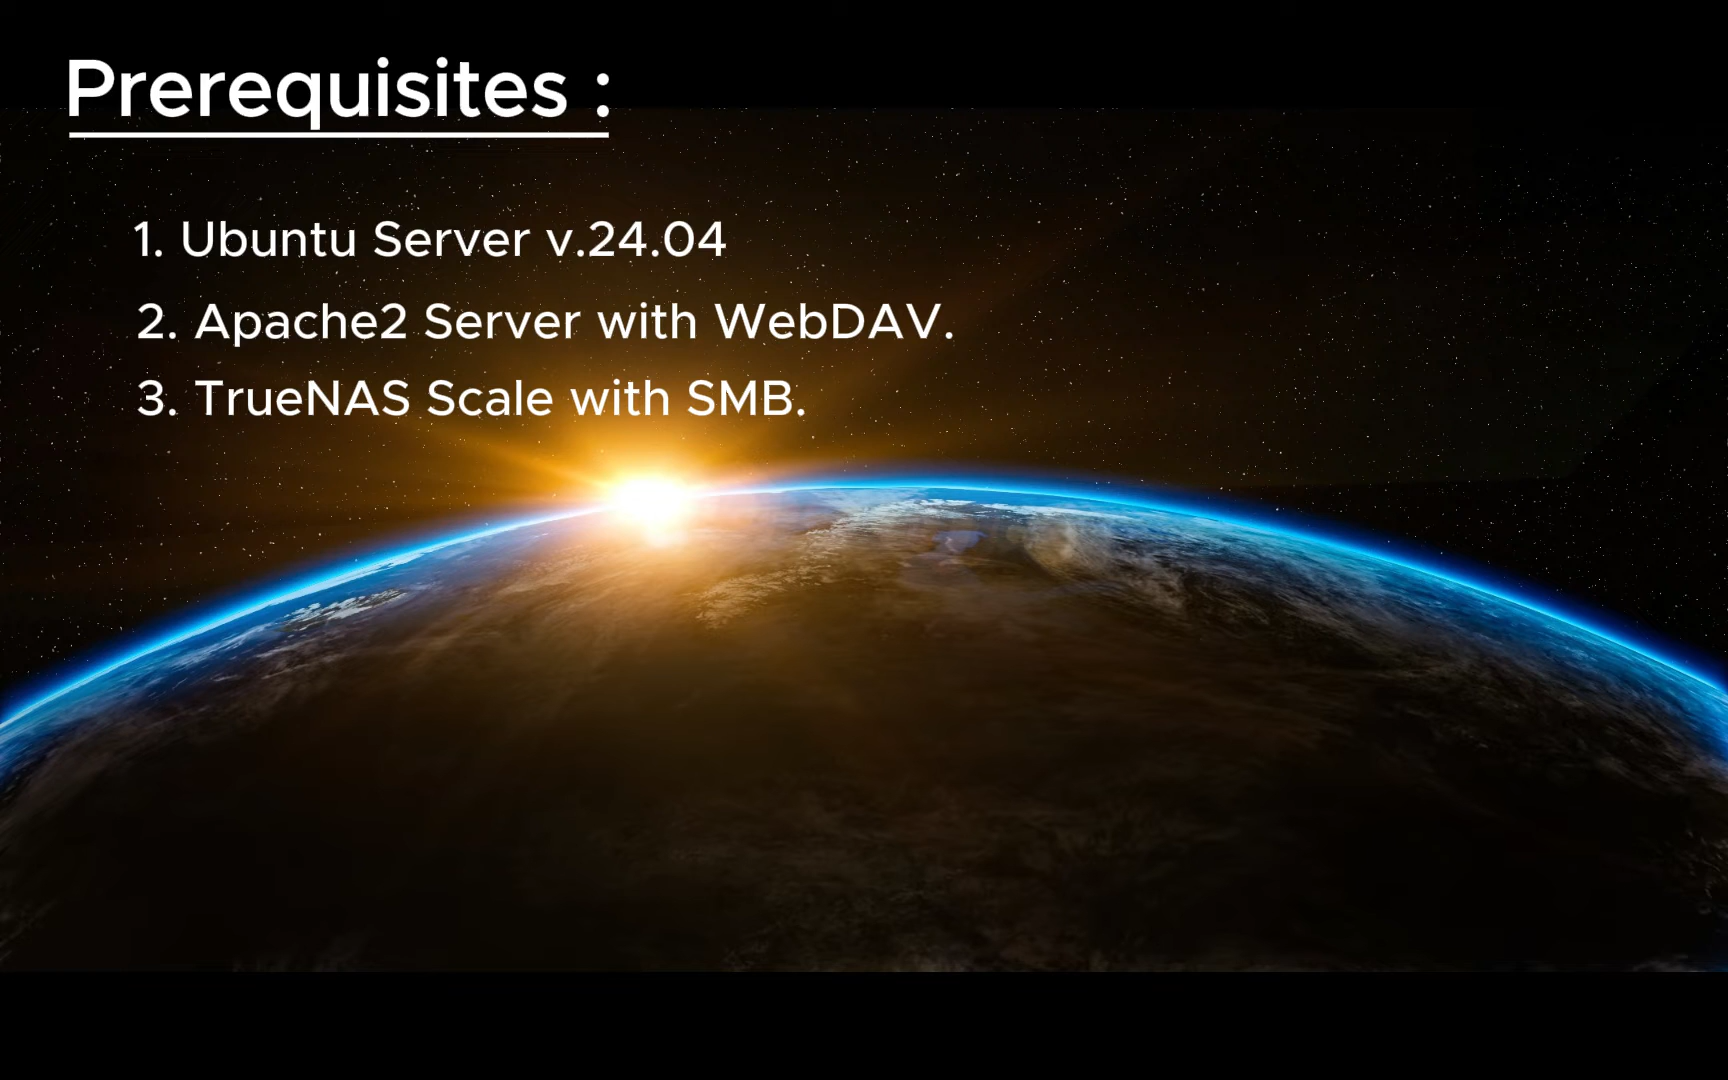 Prerequisites :
1. Ubuntu Server v.24.04
2. Apache2 Server with WebDAV.
3. TrueNAS Scale with SMB.